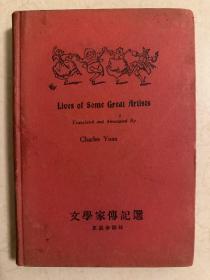 Lives of Some Great Artists
Translated and Annotated By
Charles Yuan
文學家傳記選